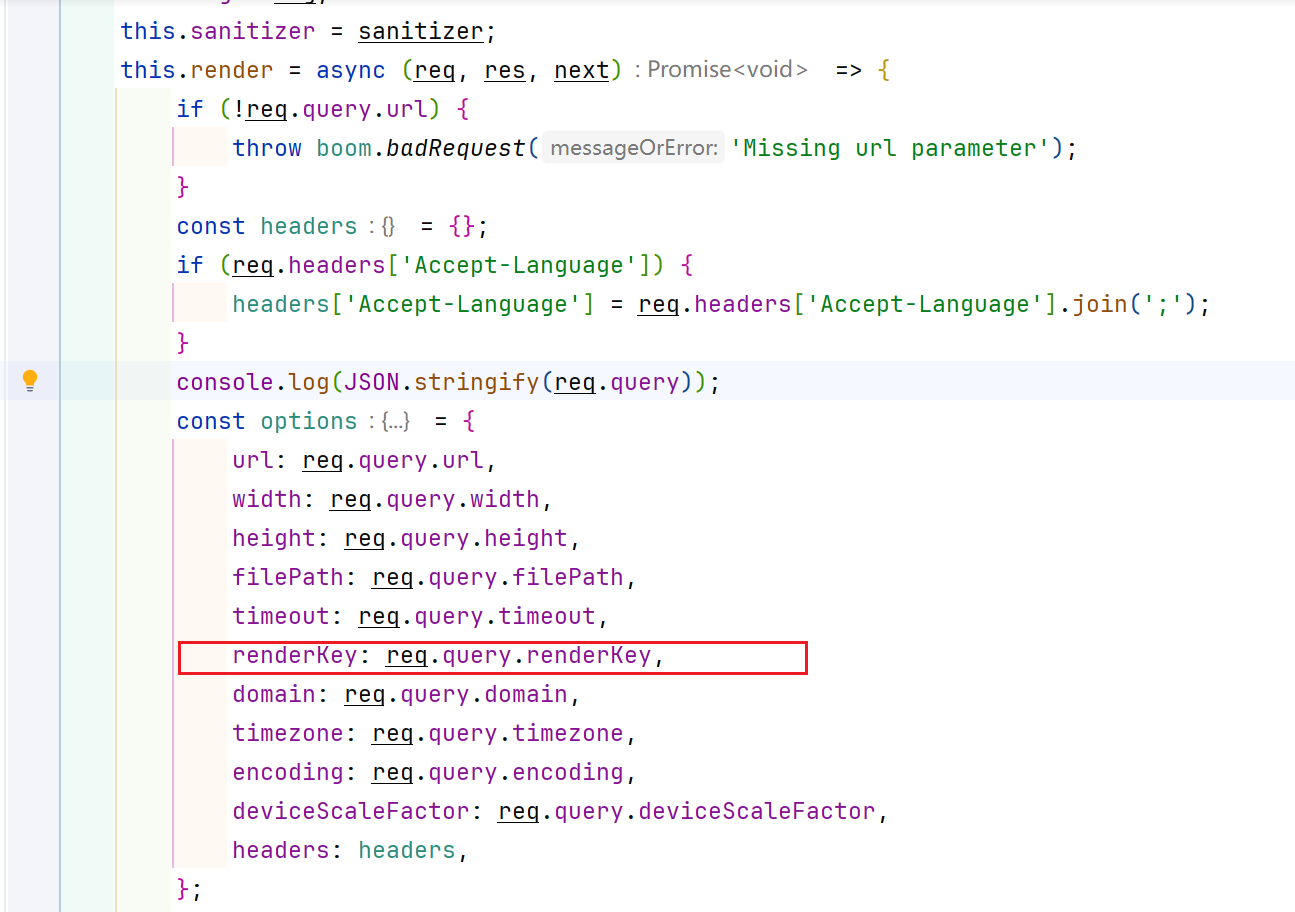 this.sanitizer = sanitizer;
this.render = async (req, res, next) : Promise<void> => {
if (!req.query.url) {
throw boom.badRequest( messageOrError: 'Missing url parameter');
}
const headers : {} = {};
if (req.headers['Accept-Language']) {
headers['Accept-Language'] = req.headers['Accept-Language'].join(';');
}
console.log(JSON.stringify(req.query));
const options : {...} = {
url: req.query.url,
width: req.query.width,
height: req.query.height,
filePath: req.query.filePath,
timeout: req.query.timeout,
renderKey: req.query.renderKey,
domain: req.query.domain,
timezone: req.query.timezone,
encoding: req.query.encoding,
deviceScaleFactor: req.query.deviceScaleFactor,
headers: headers,
};